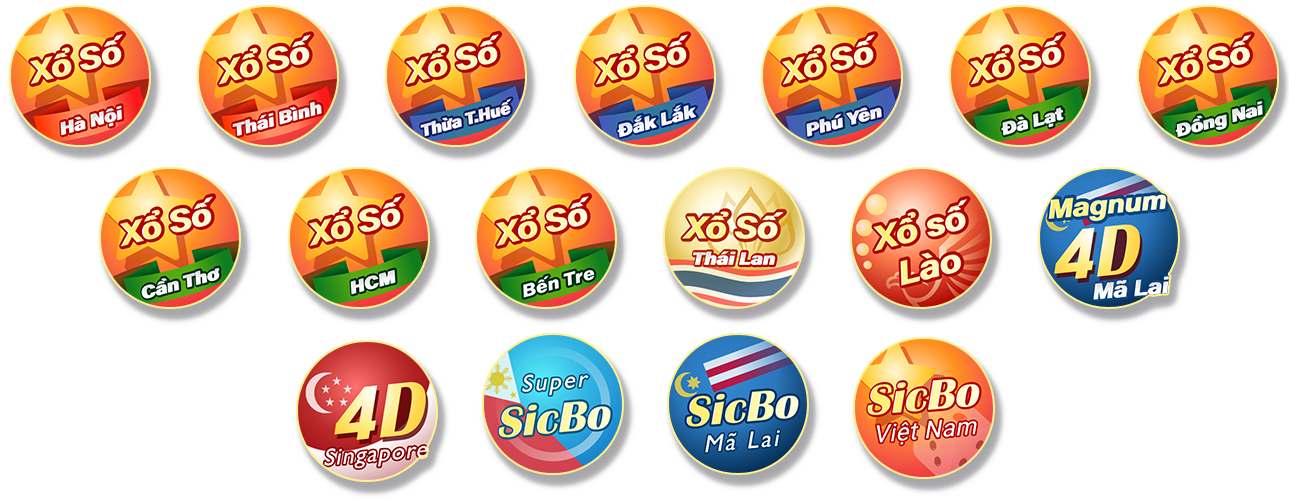 Xổ Số
Hà Nội
Xổ Số
Thái Bình
Xổ Số
Thừa T.Huế
Xổ Số
Đắk Lắk
Xổ Số
Phú Yên
Xổ Số
Đà Lạt
Xổ Số
Đồng Nai
Xổ Số
Cần Thơ
Xổ Số
HCM
Xổ Số
Bến Tre
Xổ Số
Thái Lan
Xổ số
Lào
Magnum
4D
Mã Lai
4D
Singapore
Super
SicBo
SicBo
Mã Lai
SicBo
Việt Nam